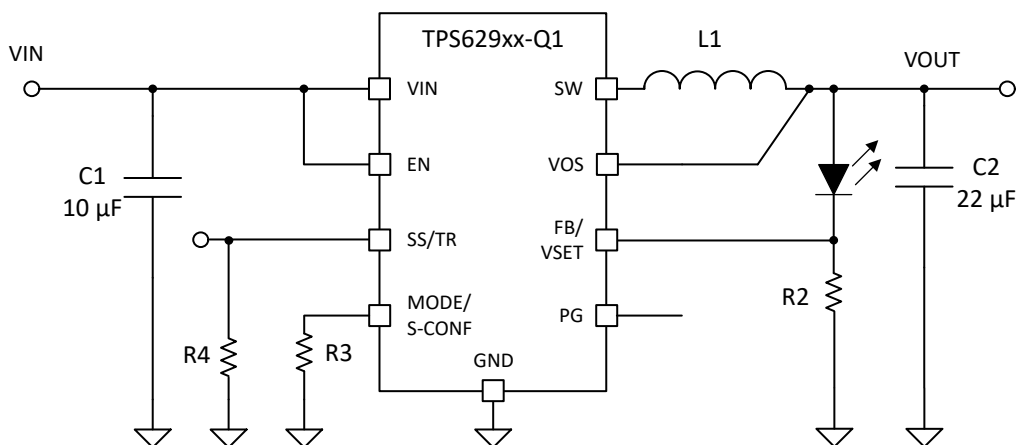 TPS629xx-Q1
L1
VIN
VOUT
VIN
SW
EN
VOS
C1
10 µF
C2
22 µF
SS/TR
FB/
VSET
R2
MODE/
S-CONF
PG
R4
R3
GND